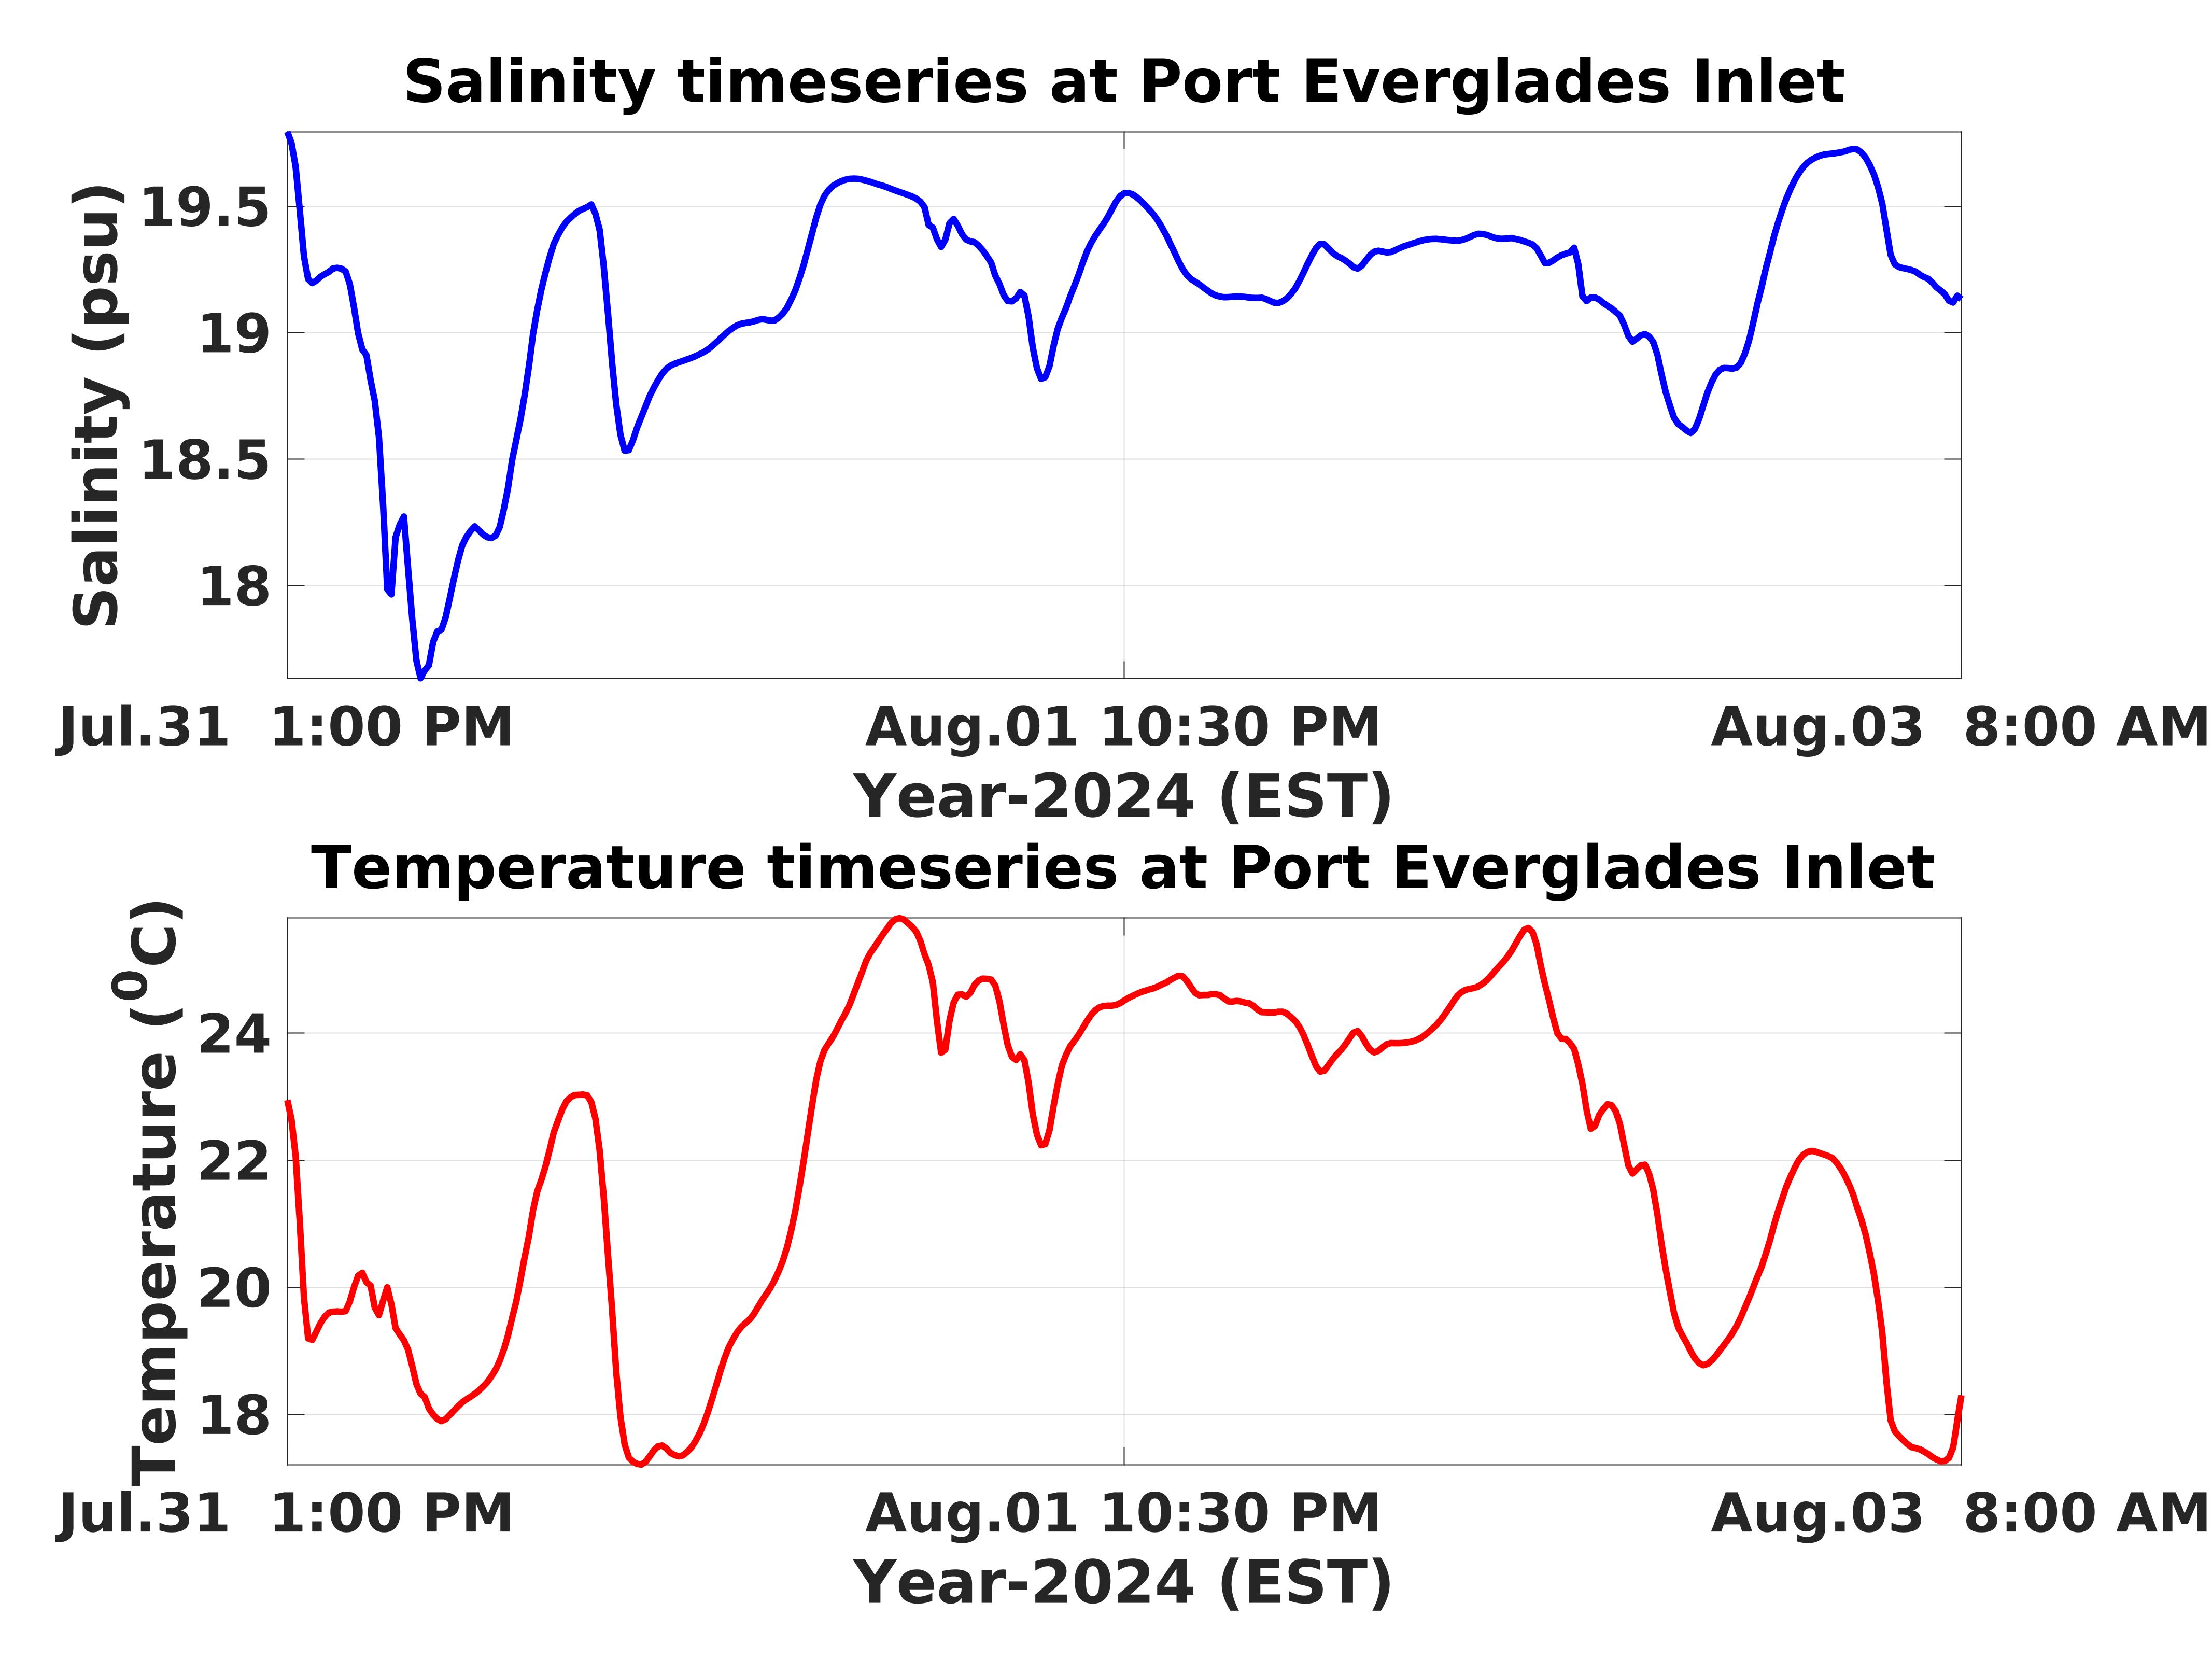 Salinity timeseries at Port Everglades Inlet
Salinity (psu)
19.5
19
18.5
18
Jul.31 1:00 PM Aug.01 10:30 PM Aug.03 8:00 AM
Year-2024 (EST)
Temperature timeseries at Port Everglades Inlet
Temperature (⁰C)
24
22
20
18
Jul.31 1:00 PM Aug.01 10:30 PM Aug.03 8:00 AM
Year-2024 (EST)